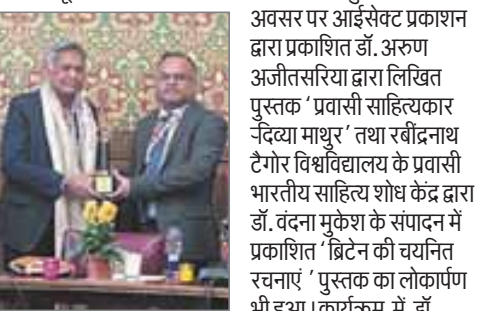 अवसर पर आईसेक्ट प्रकाशन
द्वारा प्रकाशित डॉ. अरुण
अजीतसरिया द्वारा लिखित
पुस्तक ‘ प्रवासी साहित्यकार
-दिव्या माथुर ’ तथा रबींद्रनाथ
टैगोर विश्वविद्यालय के प्रवासी
भारतीय साहित्य शोध केंद्र द्वारा
डॉ. वंदना मुकेश के संपादन में
प्रकाशित ‘ ब्रिटेन की चयनित
रचनाएं ’ पुस्तक का लोकार्पण
भी हुआ । कार्यक्रम में डॉ.